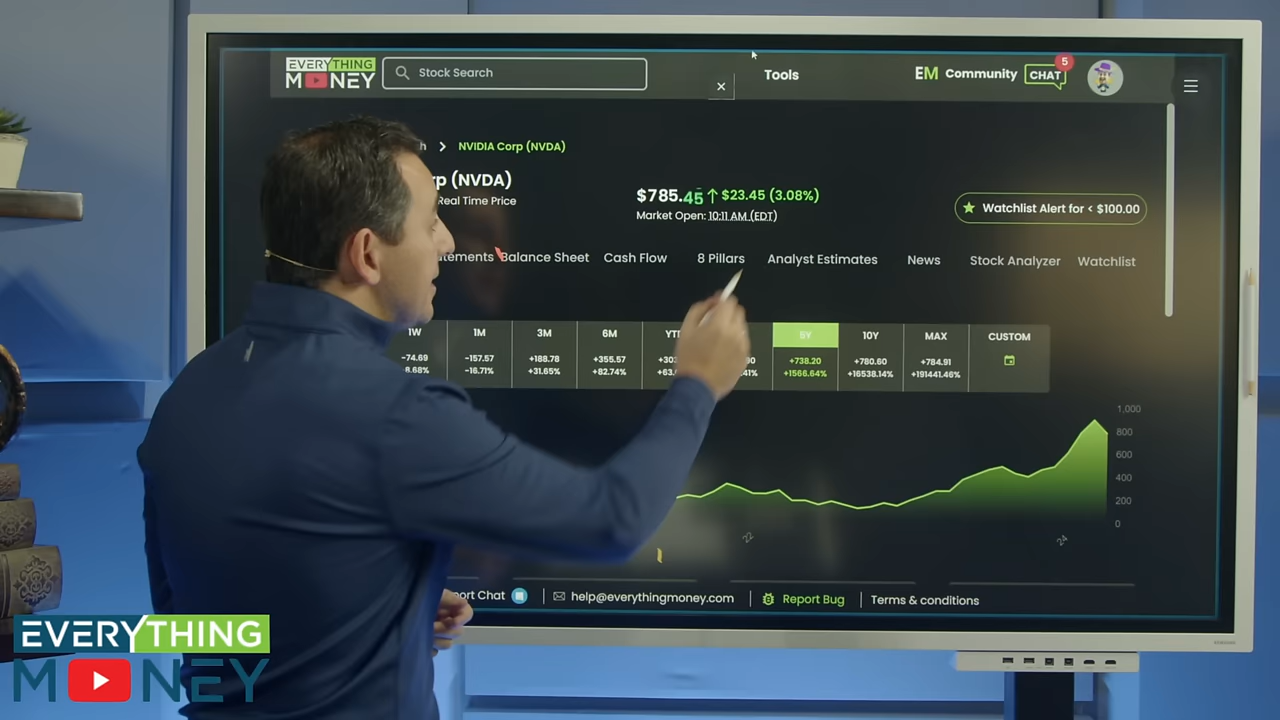 EVERYTHING
MONEY
Stock Search
Tools
EM Community
CHAT
5
NVIDIA Corp (NVDA)
(NVDA)
Real Time Price
$785.45 ↑ $23.45 (3.08%)
Market Open: 10:11 AM (EDT)
Watchlist Alert for < $100.00
Balance Sheet
Cash Flow
8 Pillars
Analyst Estimates
News
Stock Analyzer
Watchlist
1W
1M
3M
6M
5Y
10Y
MAX
CUSTOM
-74.69
-157.57
+188.78
+355.57
+738.20
+780.60
+784.91
-16.71%
+31.65%
+82.74%
+1566.64%
+16538.14%
+191441.46%
1,000
800
600
400
200
0
22
24
Chat
help@everythingmoney.com
Report Bug
Terms & conditions
EVERYTHING
MONEY